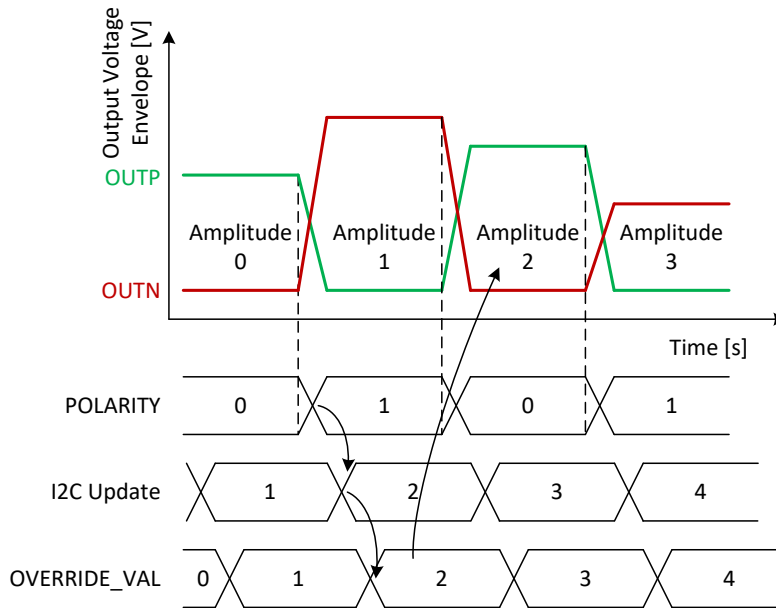 Output Voltage
Envelope [V]
OUTP
Amplitude
0
Amplitude
1
Amplitude
2
Amplitude
3
OUTN
Time [s]
POLARITY
0
1
0
1
I2C Update
1
2
3
4
OVERRIDE_VAL
0
1
2
3
4